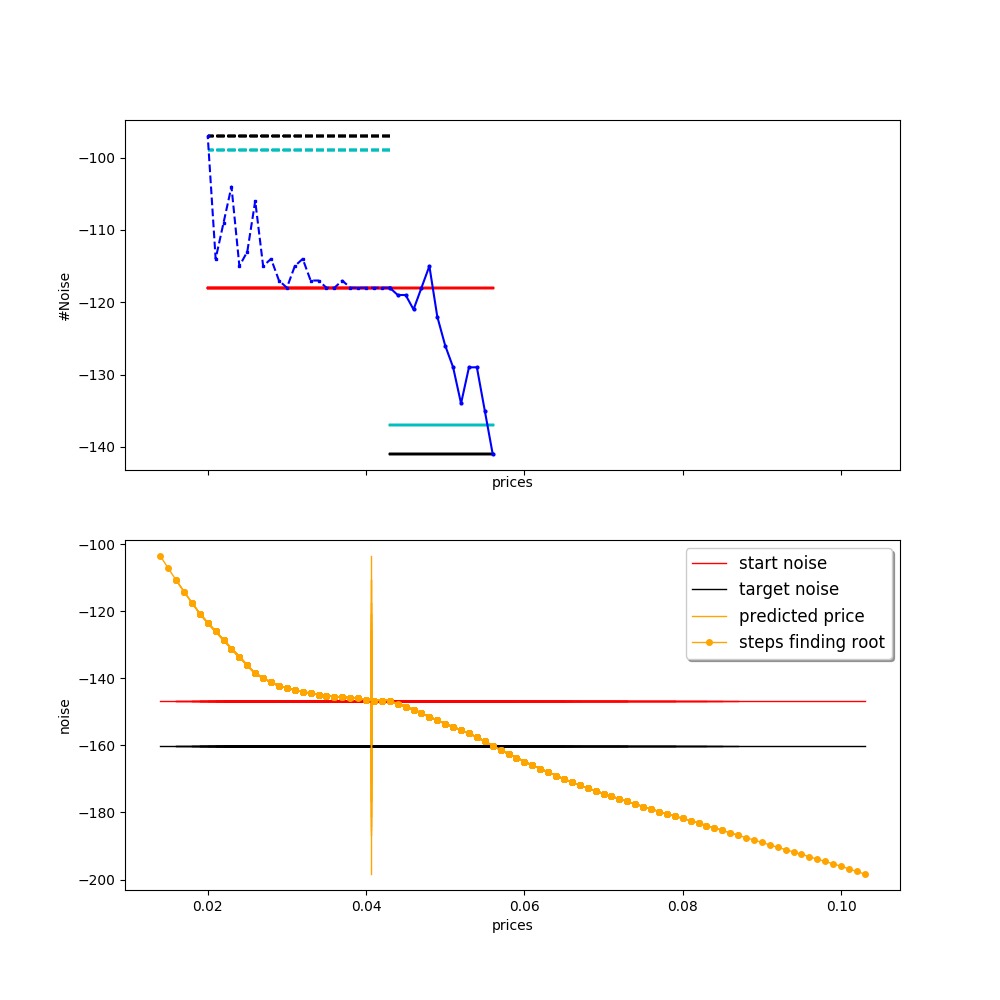 −100
−110
−120
−130
−140
#Noise
prices
−100
−120
−140
−160
−180
−200
noise
start noise
target noise
predicted price
steps finding root
0.02
0.04
0.06
0.08
0.10
prices